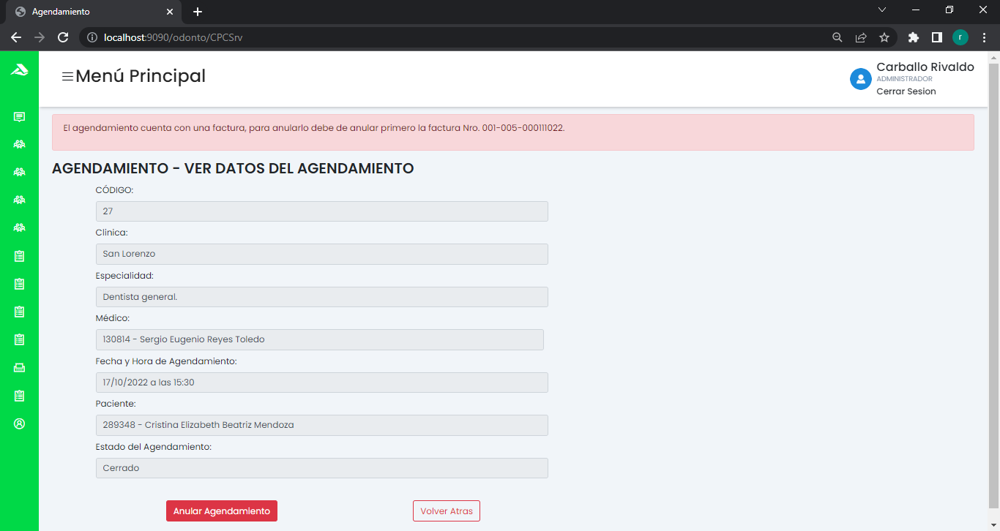 Agendamiento
localhost:9090/odonto/CPCSrv
r
Menú Principal
Carballo Rivaldo
ADMINISTRADOR
Cerrar Sesion
El agendamiento cuenta con una factura, para anularlo debe de anular primero la factura Nro. 001-005-000111022.
AGENDAMIENTO - VER DATOS DEL AGENDAMIENTO
CÓDIGO:
27
Clinica:
San Lorenzo
Especialidad:
Dentista general.
Médico:
130814 - Sergio Eugenio Reyes Toledo
Fecha y Hora de Agendamiento:
17/10/2022 a las 15:30
Paciente:
289348 - Cristina Elizabeth Beatriz Mendoza
Estado del Agendamiento:
Cerrado
Anular Agendamiento
Volver Atras